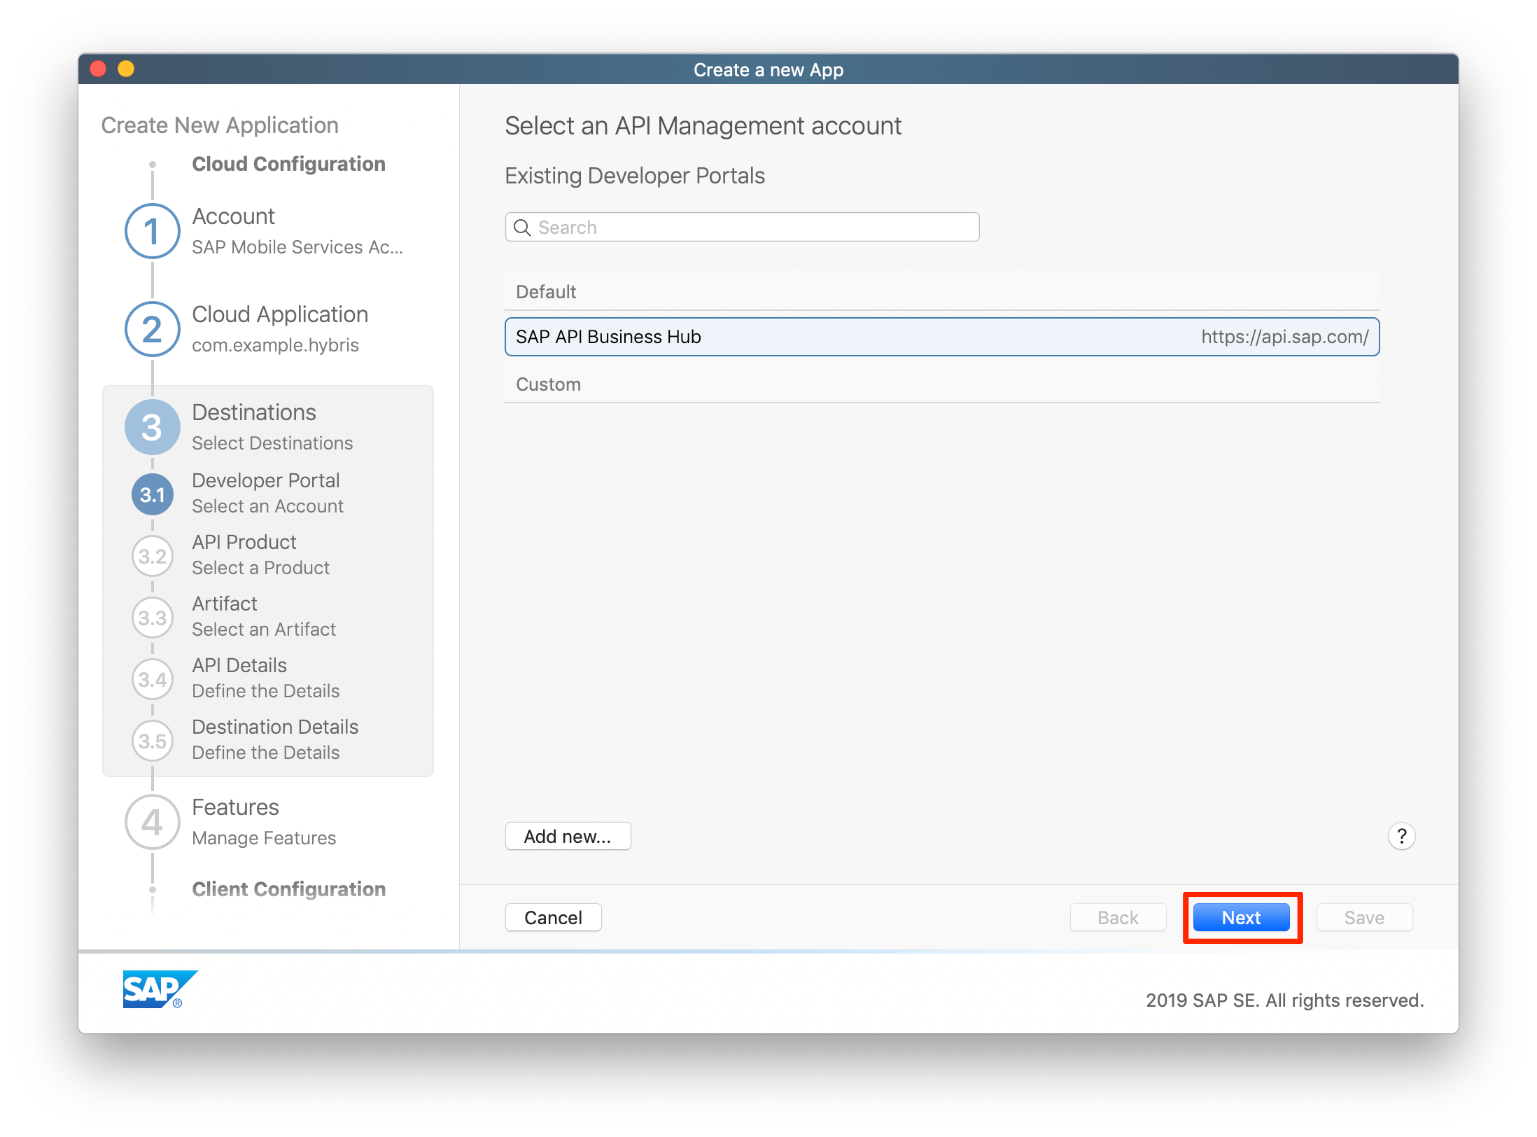 Create a new App
Create New Application
Cloud Configuration
1
Account
SAP Mobile Services Ac...
2
Cloud Application
com.example.hybris
3
Destinations
Select Destinations
3.1
Developer Portal
Select an Account
3.2
API Product
Select a Product
3.3
Artifact
Select an Artifact
3.4
API Details
Define the Details
3.5
Destination Details
Define the Details
4
Features
Manage Features
Client Configuration
Select an API Management account
Existing Developer Portals
Search
Default
SAP API Business Hub https://api.sap.com/
Custom
Add new... ?
Cancel Back Next Save
SAP®
2019 SAP SE. All rights reserved.